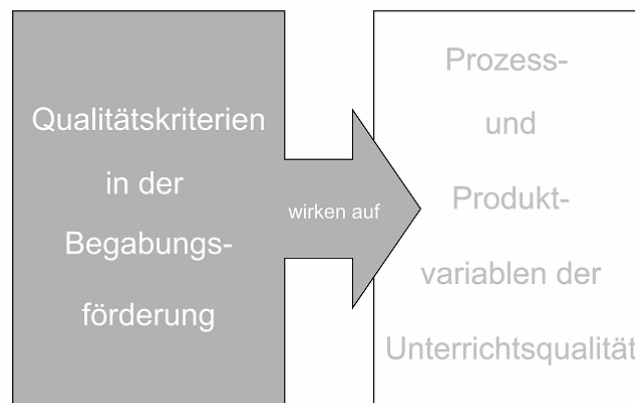 Qualitätskriterien
in der
Begabungs-
förderung
wirken auf
Prozess-
und
Produkt-
variablen der
Unterrichtsqualität